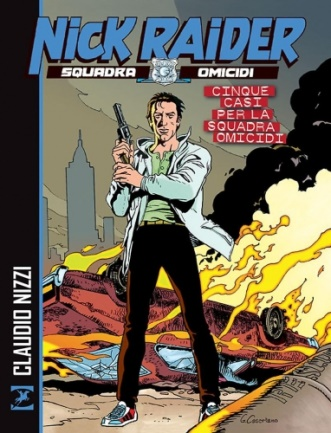 NICK RAIDER
SQUADRA OMICIDI
CINQUE
CASI
PER LA
SQUADRA
OMICIDI
CLAUDIO NIZZI